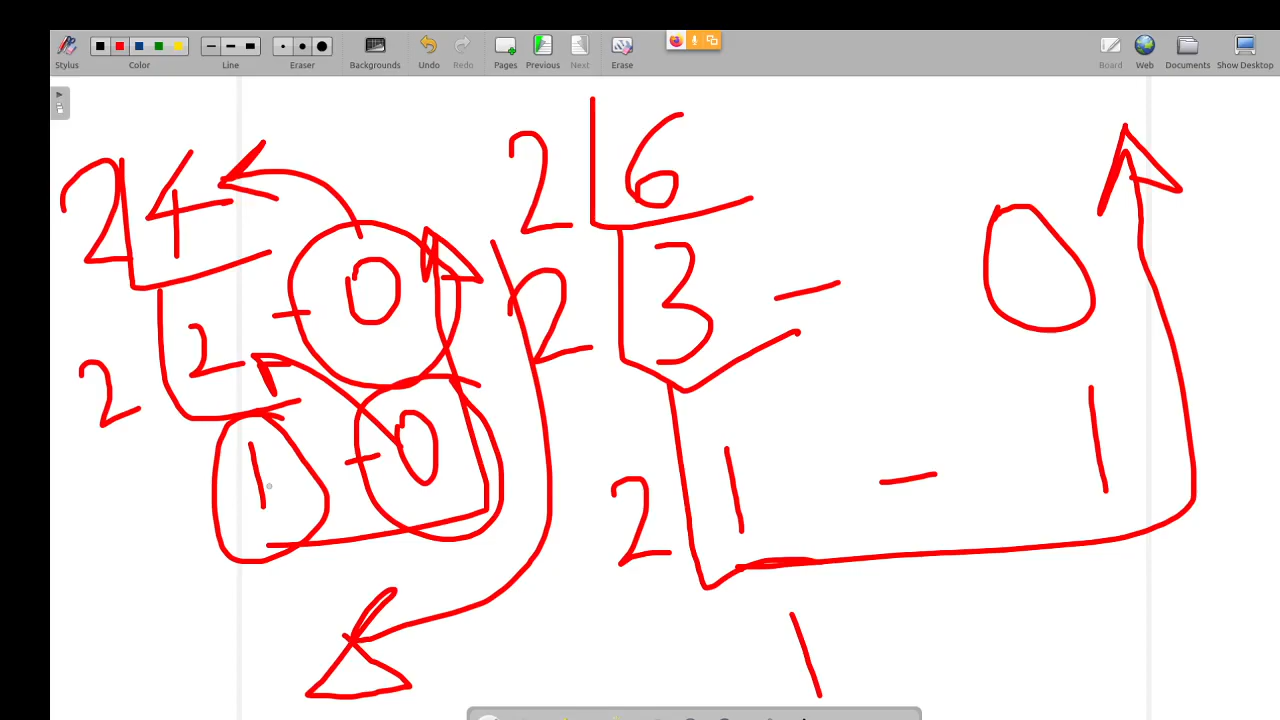 Stylus Color Line Eraser Backgrounds Undo Redo Pages Previous Next Erase Board Web Documents Show Desktop
2 4
2 2 - 0
1 - 0
2 6
2 3 - 0
2 1 - 1
1